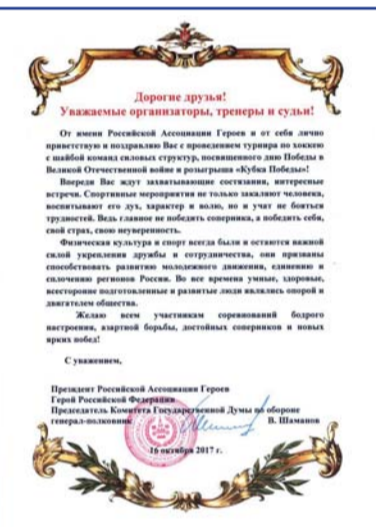 Дорогие друзья!
Уважаемые организаторы, тренеры и судьи!
От имени Российской Ассоциации Героев и от себя лично
приветствую и поздравляю Вас с проведением турнира по хоккею
с шайбой команд силовых структур, посвященного дню Победы в
Великой Отечественной войне и розыгрыша «Кубка Победы»!
Впереди Вас ждут захватывающие состязания, интересные
встречи. Спортивные мероприятия не только закаляют человека,
воспитывают его дух, характер и волю, но и учат не бояться
трудностей. Ведь главное не победить соперника, а победить себя,
свой страх, свою неуверенность.
Физическая культура и спорт всегда были и остаются важной
силой укрепления дружбы и сотрудничества, они призваны
способствовать развитию молодежного движения, единению и
сплочению регионов России. Во все времена умные, здоровые,
всесторонне подготовленные и развитые люди являлись опорой и
двигателем общества.
Желаю всем участникам соревнований бодрого
настроения, азартной борьбы, достойных соперников и новых
ярких побед!
С уважением,
Президент Российской Ассоциации Героев
Герой Российской Федерации
Председатель Комитета Государственной Думы по обороне
генерал-полковник В. Шаманов
16 октября 2017 г.